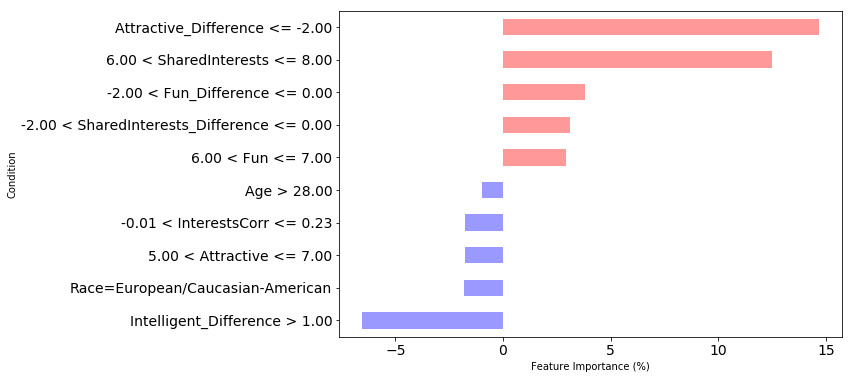 Attractive_Difference <= -2.00
6.00 < SharedInterests <= 8.00
-2.00 < Fun_Difference <= 0.00
-2.00 < SharedInterests_Difference <= 0.00
6.00 < Fun <= 7.00
Age > 28.00
-0.01 < InterestsCorr <= 0.23
5.00 < Attractive <= 7.00
Race=European/Caucasian-American
Intelligent_Difference > 1.00
Condition
−5 0 5 10 15
Feature Importance (%)